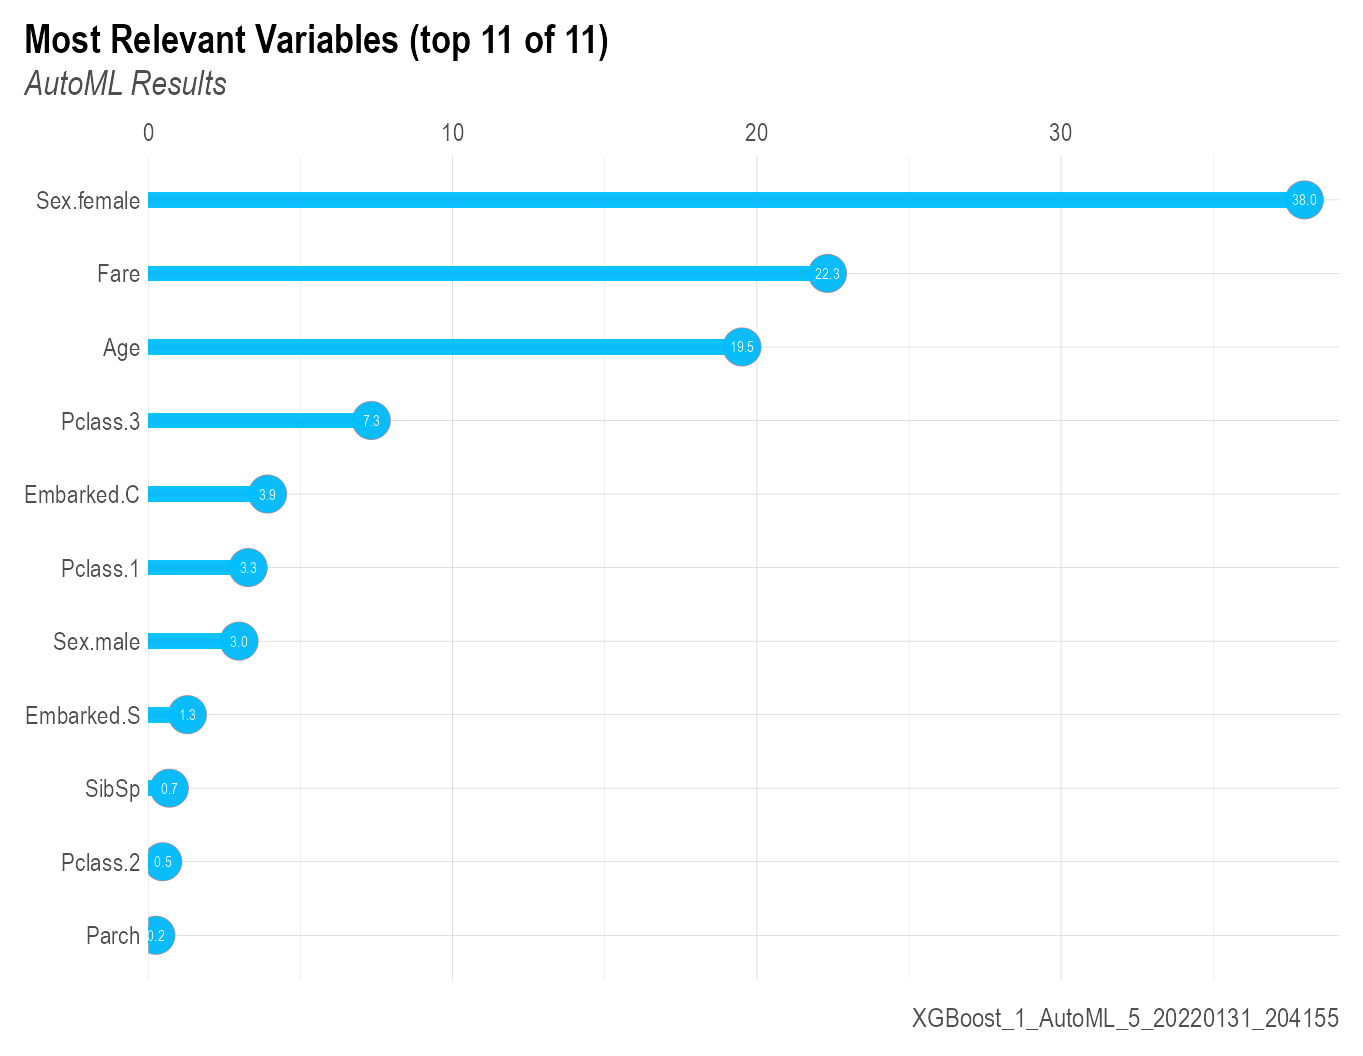 Most Relevant Variables (top 11 of 11)
AutoML Results
0 10 20 30
Sex.female 38.0
Fare 22.3
Age 19.5
Pclass.3 7.3
Embarked.C 3.9
Pclass.1 3.3
Sex.male 3.0
Embarked.S 1.3
SibSp 0.7
Pclass.2 0.5
Parch 0.2
XGBoost_1_AutoML_5_20220131_204155